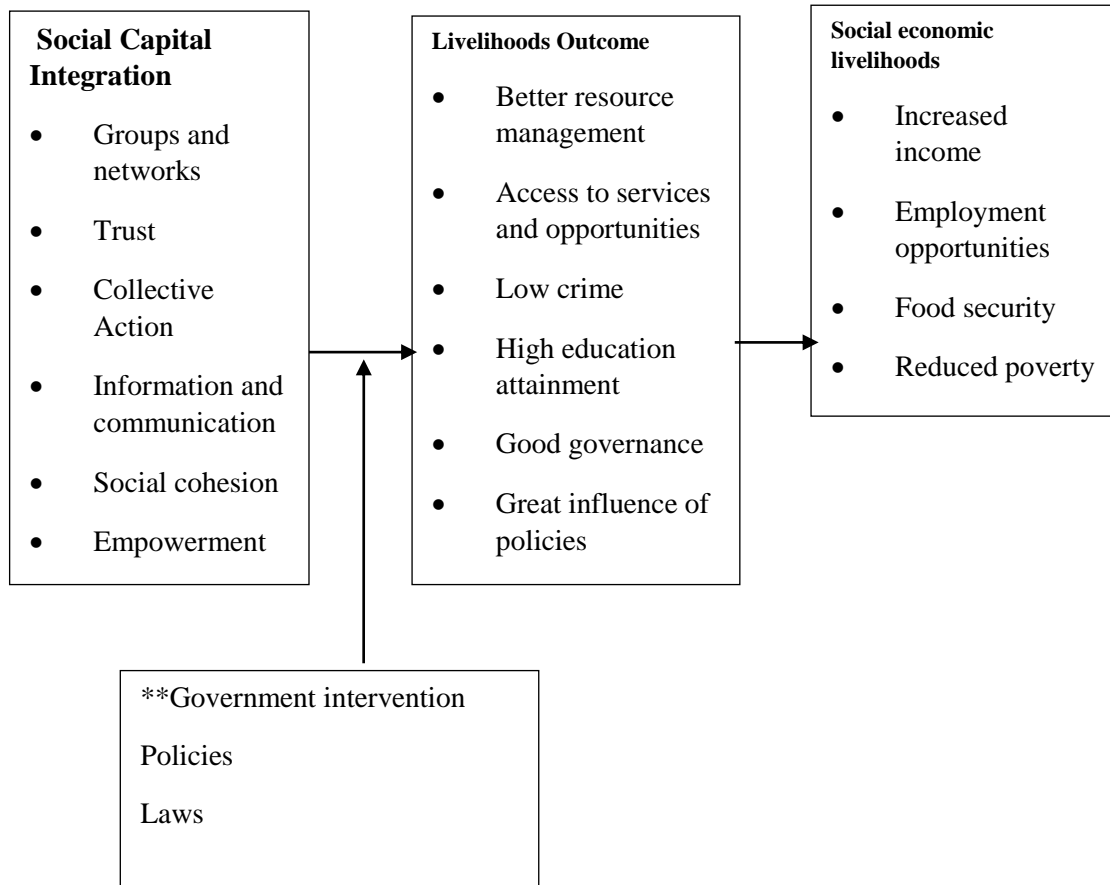 Social Capital
Integration
• Groups and
networks
• Trust
• Collective
Action
• Information and
communication
• Social cohesion
• Empowerment
Livelihoods Outcome
• Better resource
management
• Access to services
and opportunities
• Low crime
• High education
attainment
• Good governance
• Great influence of
policies
Social economic
livelihoods
• Increased
income
• Employment
opportunities
• Food security
• Reduced poverty
**Government intervention
Policies
Laws